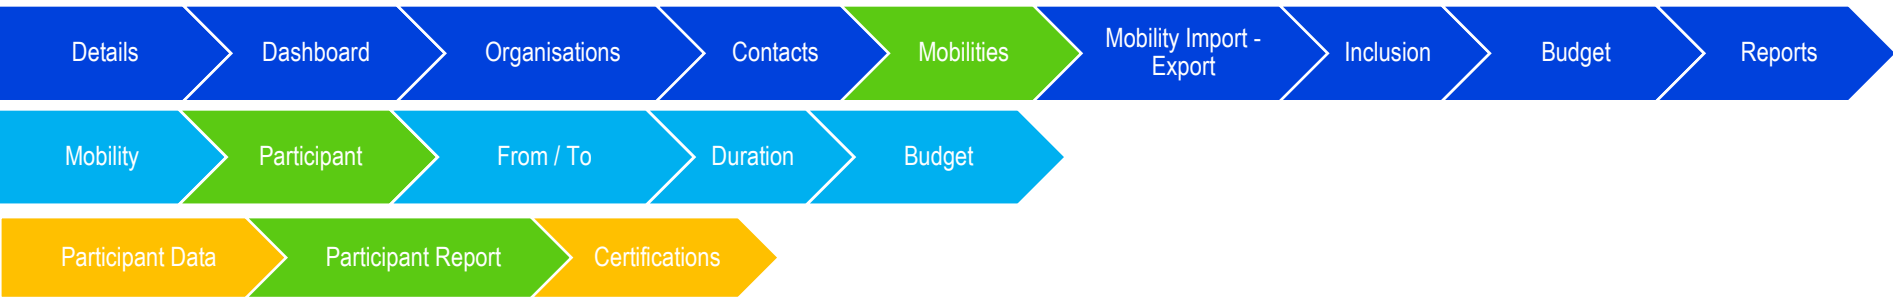 Details
Dashboard
Organisations
Contacts
Mobilities
Mobility Import -
Export
Inclusion
Budget
Reports
Mobility
Participant
From / To
Duration
Budget
Participant Data
Participant Report
Certifications